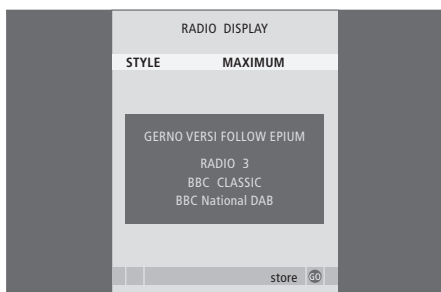 RADIO DISPLAY
STYLE MAXIMUM
GERNO VERSI FOLLOW EPIUM
RADIO 3
BBC CLASSIC
BBC National DAB
store GO